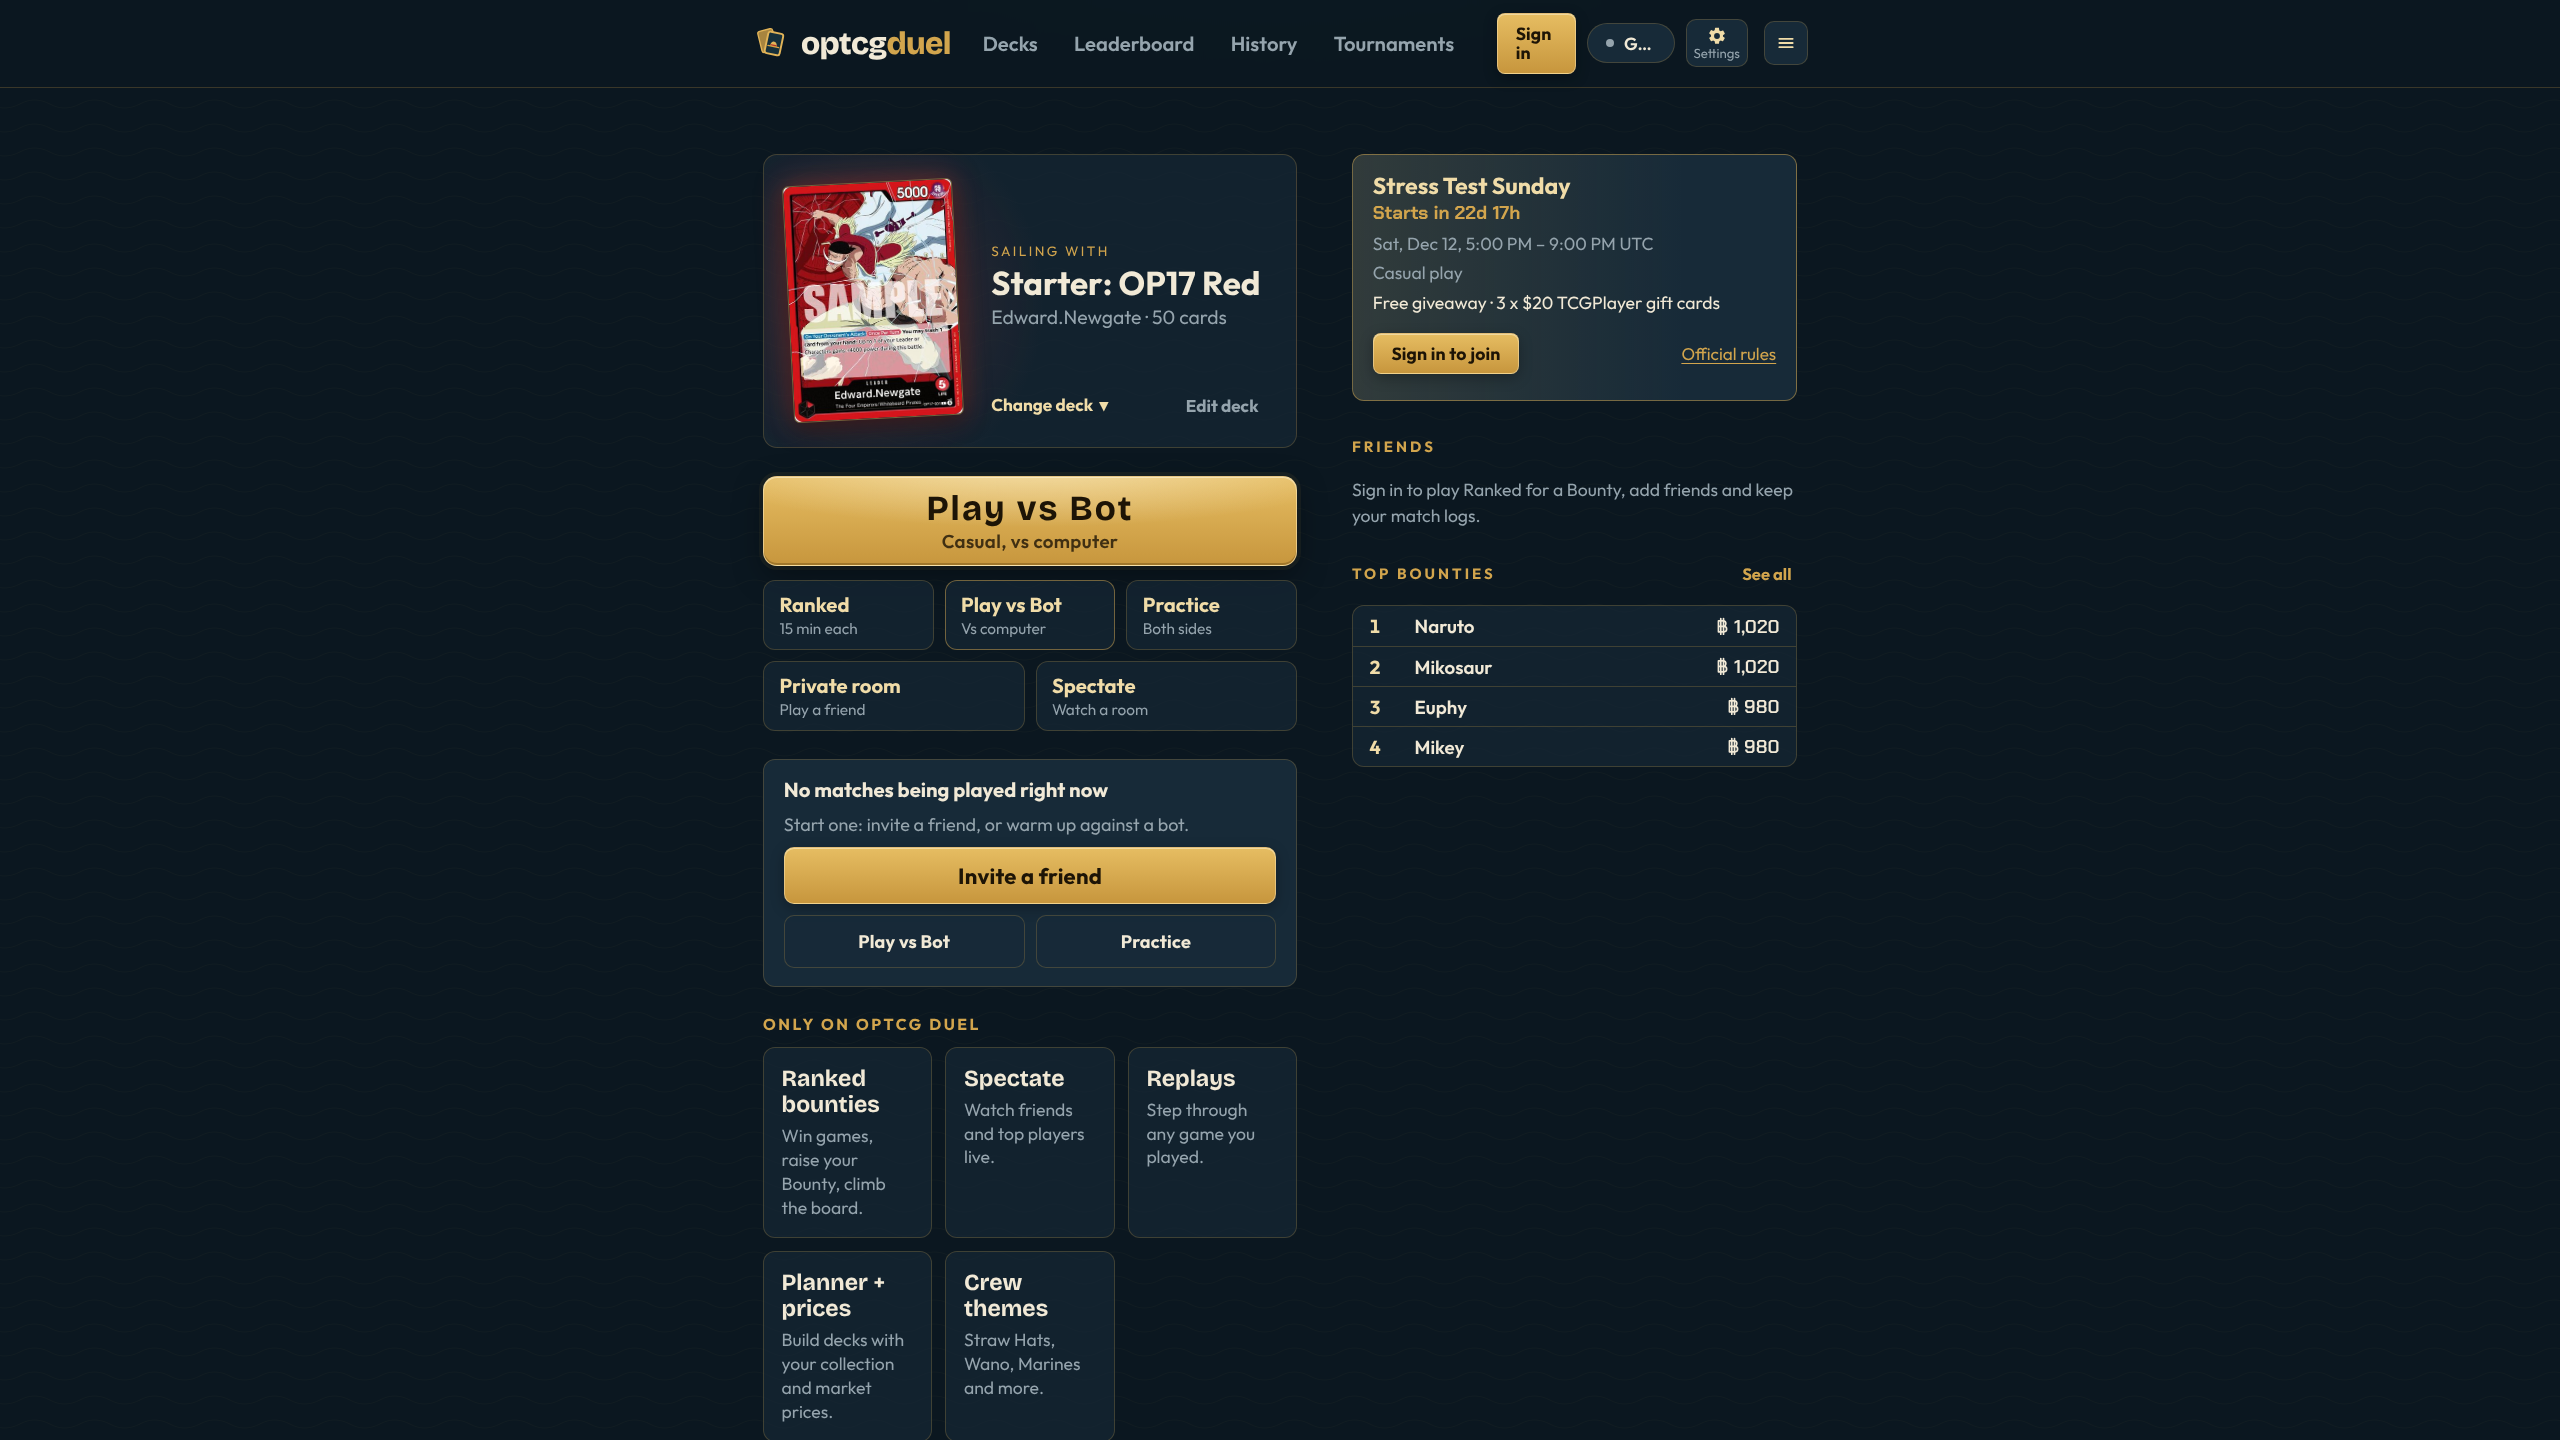 optcgduel
Decks
Leaderboard
History
Tournaments
Sign
in
G...
Settings
5000
SAMPLE
LEADER
Edward.Newgate
5
SAILING WITH
Starter: OP17 Red
Edward.Newgate · 50 cards
Change deck ▼
Edit deck
Play vs Bot
Casual, vs computer
Ranked
15 min each
Play vs Bot
Vs computer
Practice
Both sides
Private room
Play a friend
Spectate
Watch a room
No matches being played right now
Start one: invite a friend, or warm up against a bot.
Invite a friend
Play vs Bot
Practice
ONLY ON OPTCG DUEL
Ranked
bounties
Win games,
raise your
Bounty, climb
the board.
Spectate
Watch friends
and top players
live.
Replays
Step through
any game you
played.
Planner +
prices
Build decks with
your collection
and market
prices.
Crew
themes
Straw Hats,
Wano, Marines
and more.
Stress Test Sunday
Starts in 22d 17h
Sat, Dec 12, 5:00 PM – 9:00 PM UTC
Casual play
Free giveaway · 3 x $20 TCGPlayer gift cards
Sign in to join
Official rules
FRIENDS
Sign in to play Ranked for a Bounty, add friends and keep
your match logs.
TOP BOUNTIES
See all
1 Naruto ฿ 1,020
2 Mikosaur ฿ 1,020
3 Euphy ฿ 980
4 Mikey ฿ 980